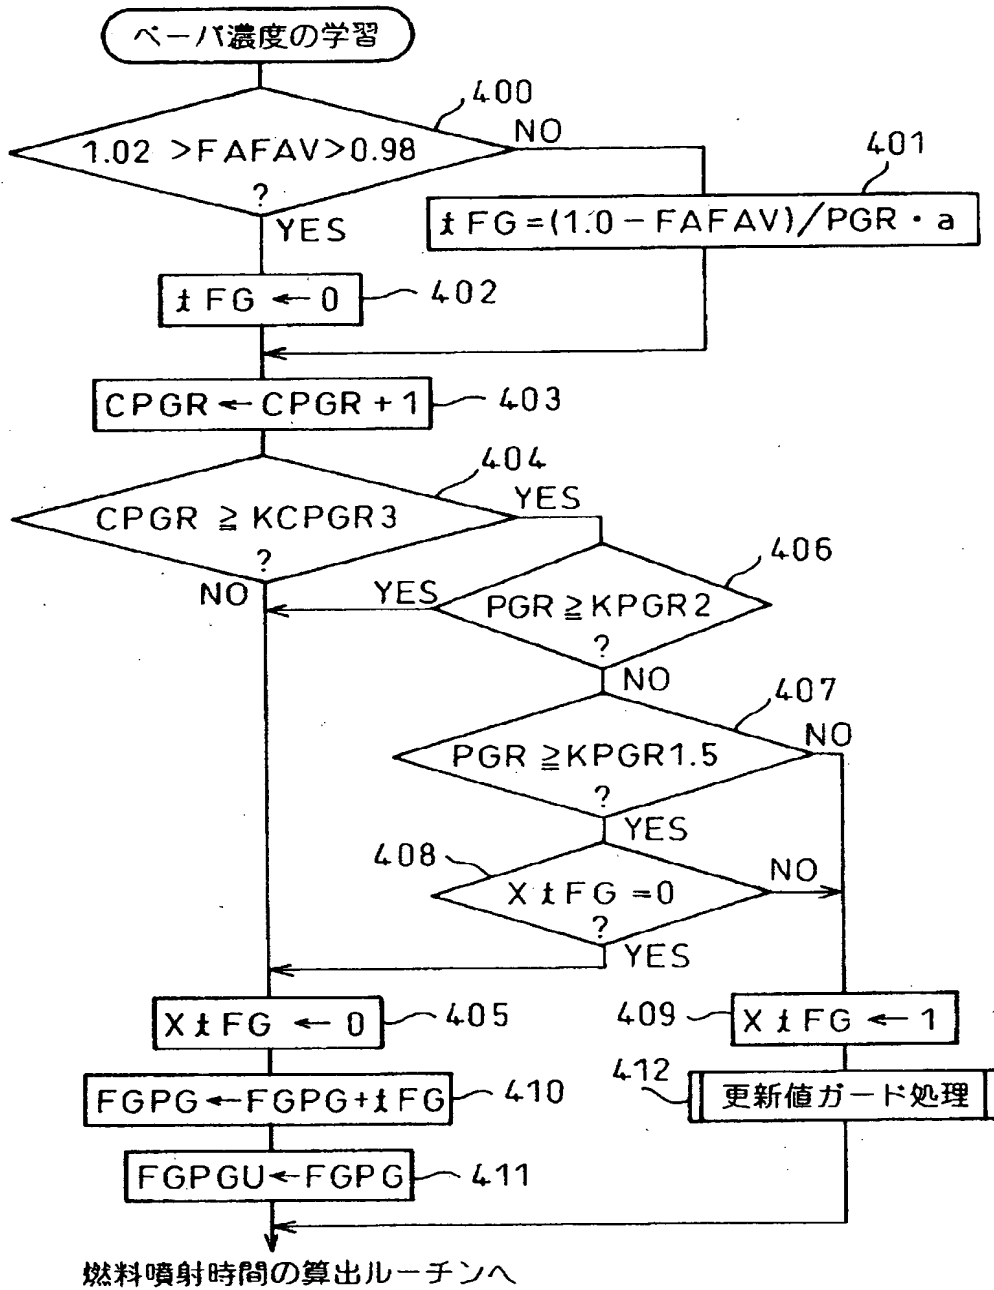 ベーパ濃度の学習
400
1.02 >FAFAV>0.98
?
NO
YES
401
tFG=(1.0-FAFAV)/PGR・a
tFG ← 0
402
CPGR←CPGR+1
403
404
CPGR ≧ KCPGR3
?
YES
NO
406
PGR≧KPGR2
?
YES
NO
407
PGR≧KPGR1.5
?
NO
YES
408
XtFG=0
?
NO
YES
XtFG ← 0
405
409
XtFG ← 1
FGPG←FGPG+tFG
410
412
更新値ガード処理
FGPGU←FGPG
411
燃料噴射時間の算出ルーチンへ